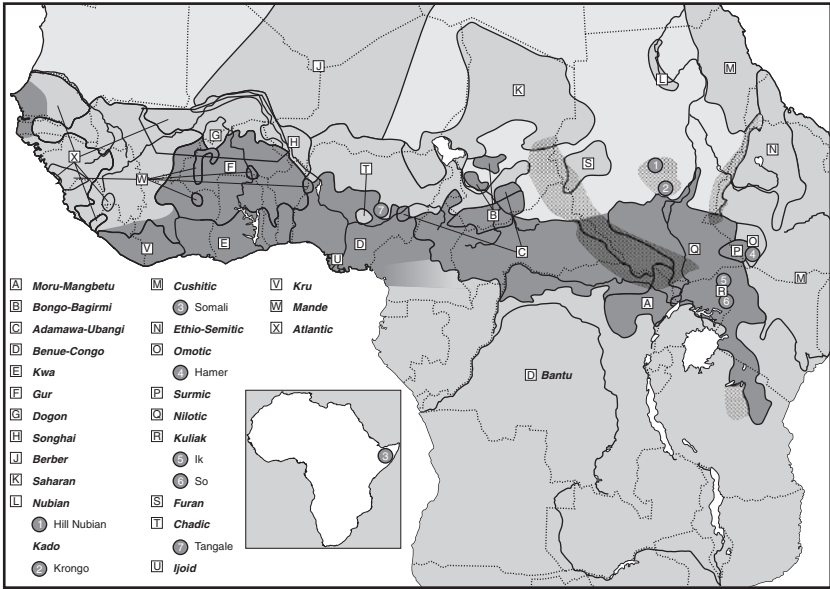 J
K
L
M
G
H
S
1
N
X
W
F
T
2
7
B
V
E
D
U
C
Q
P
O
4
M
5
R
6
A
D Bantu
3
A Moru-Mangbetu
B Bongo-Bagirmi
C Adamawa-Ubangi
D Benue-Congo
E Kwa
F Gur
G Dogon
H Songhai
J Berber
K Saharan
L Nubian
1 Hill Nubian
Kado
2 Krongo
M Cushitic
3 Somali
N Ethio-Semitic
O Omotic
4 Hamer
P Surmic
Q Nilotic
R Kuliak
5 Ik
6 So
S Furan
T Chadic
7 Tangale
U Ijoid
V Kru
W Mande
X Atlantic